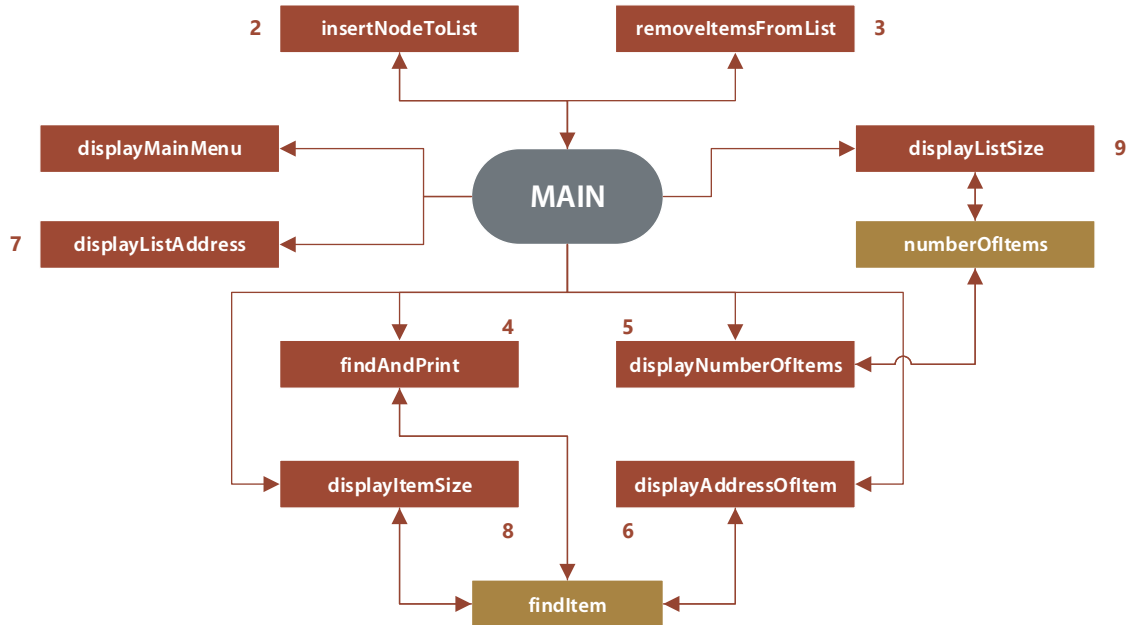 2 insertNodeToList removeItemsFromList 3
displayMainMenu
MAIN
displayListSize 9
7 displayListAddress
numberOfItems
4 5
findAndPrint
displayNumberOfItems
displayItemSize
displayAddressOfItem
8 6
findItem